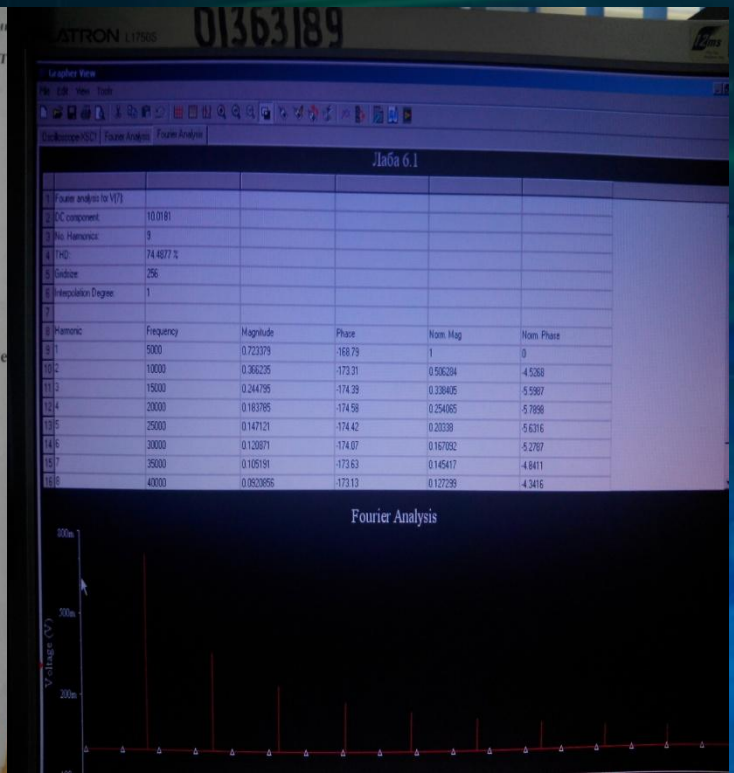 01363189
FLATRON L1750S
Grapher View
File Edit View Tools
Oscilloscope-XSC1 Fourier Analysis Fourier Analysis
Лаба 6.1
1 Fourier analysis for V(7):
2 DC component: 10.0181
3 No. Harmonics: 9
4 THD: 74.4877 %
5 Gridsize 256
6 Interpolation Degree: 1
7
8 Harmonic Frequency Magnitude Phase Norm. Mag Norm. Phase
9 1 5000 0.723379 -168.79 1 0
10 2 10000 0.366235 -173.31 0.506284 -4.5268
11 3 15000 0.244795 -174.39 0.338405 -5.5987
12 4 20000 0.183785 -174.58 0.254065 -5.7898
13 5 25000 0.147121 -174.42 0.20338 -5.6316
14 6 30000 0.120871 -174.07 0.167092 -5.2787
15 7 35000 0.105191 -173.63 0.145417 -4.8411
16 8 40000 0.0920856 -173.13 0.127299 -4.3416
Fourier Analysis
800m
500m
Voltage (V)
200m